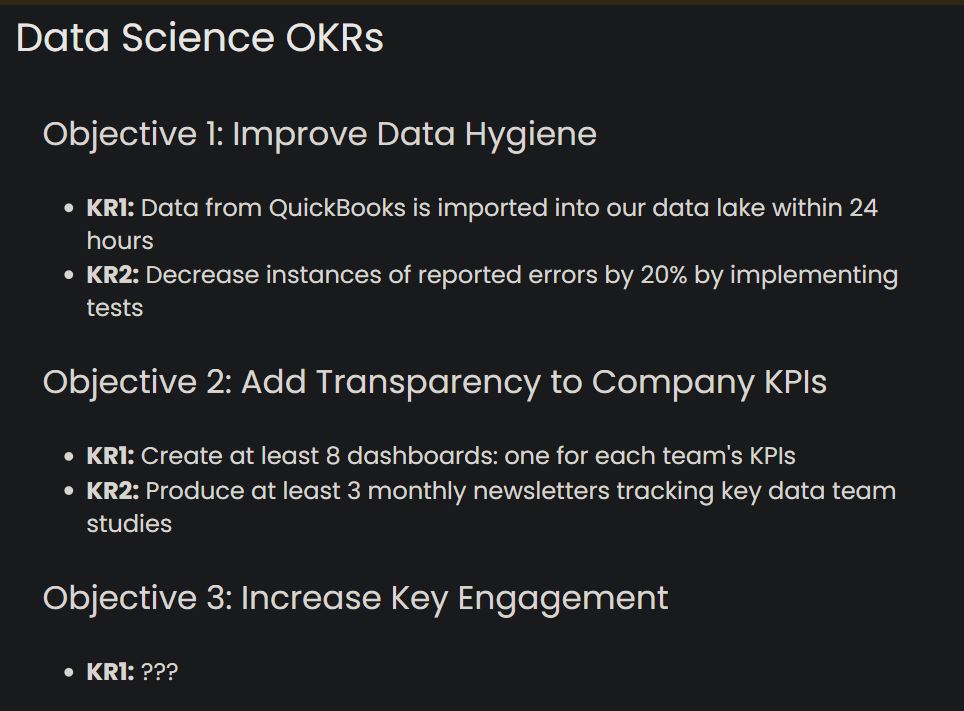 Data Science OKRs
Objective 1: Improve Data Hygiene
• KR1: Data from QuickBooks is imported into our data lake within 24
hours
• KR2: Decrease instances of reported errors by 20% by implementing
tests
Objective 2: Add Transparency to Company KPIs
• KR1: Create at least 8 dashboards: one for each team's KPIs
• KR2: Produce at least 3 monthly newsletters tracking key data team
studies
Objective 3: Increase Key Engagement
• KR1: ???